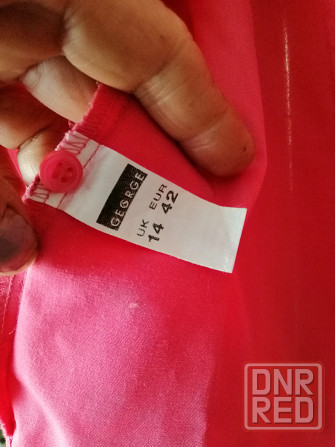 GEORGE
UK EUR
14 42
DNR
RED